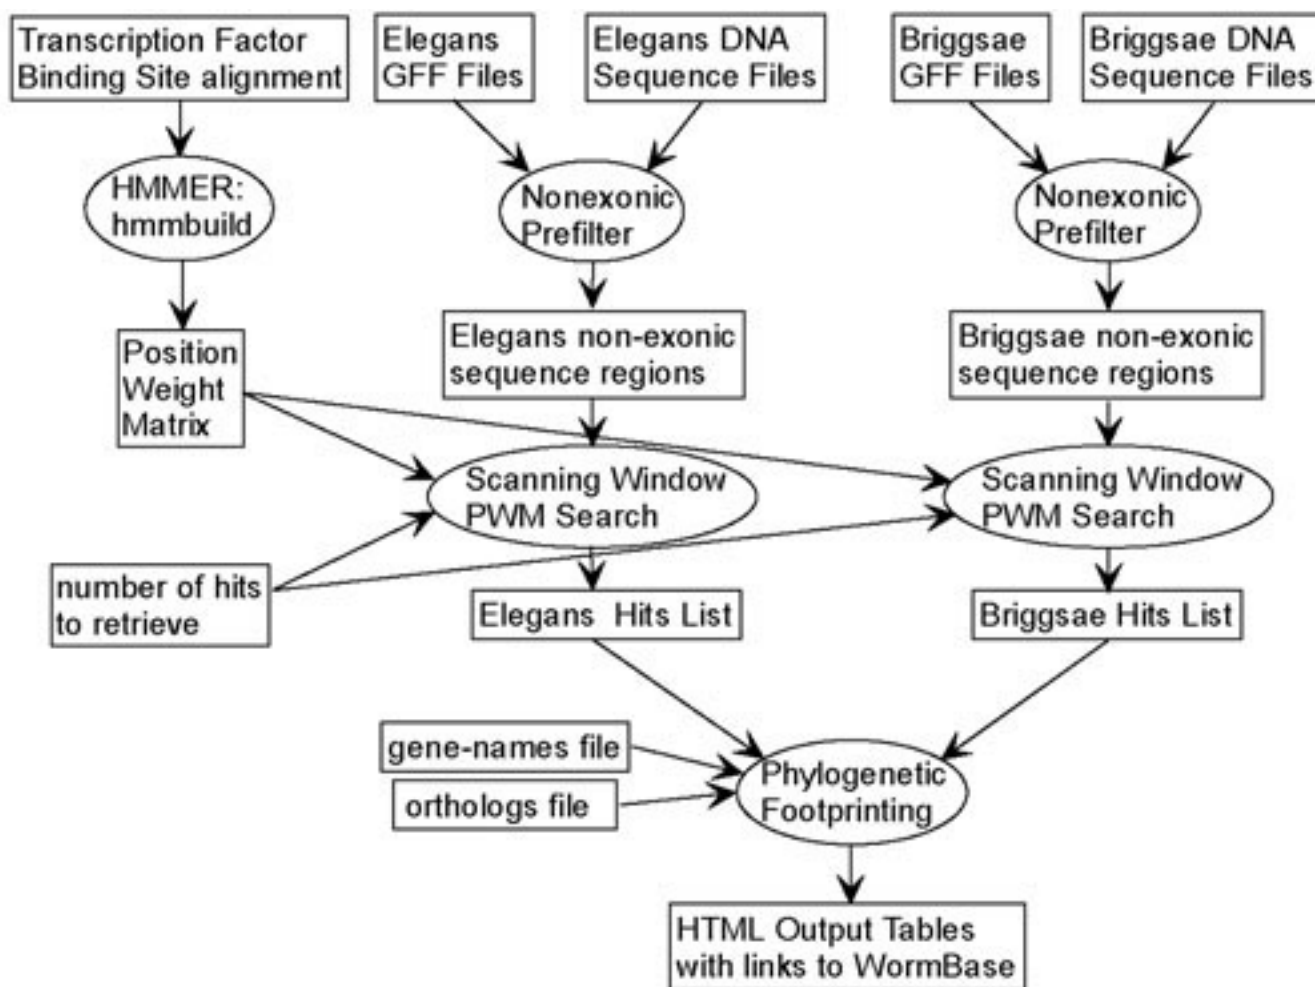 Transcription Factor
Binding Site alignment
Elegans
GFF Files
Elegans DNA
Sequence Files
Briggsae
GFF Files
Briggsae DNA
Sequence Files
HMMER:
hmmbuild
Nonexonic
Prefilter
Nonexonic
Prefilter
Position
Weight
Matrix
Elegans non-exonic
sequence regions
Briggsae non-exonic
sequence regions
Scanning Window
PWM Search
Scanning Window
PWM Search
number of hits
to retrieve
Elegans Hits List
Briggsae Hits List
gene-names file
orthologs file
Phylogenetic
Footprinting
HTML Output Tables
with links to WormBase